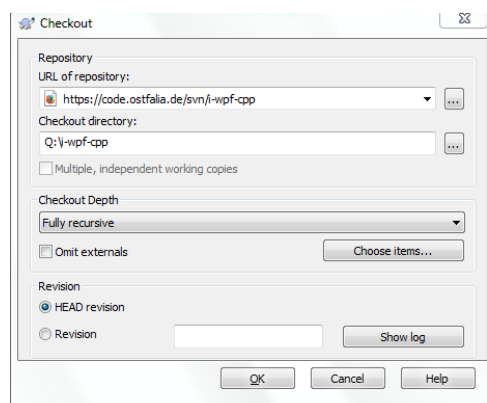 Checkout
Repository
URL of repository:
https://code.ostfalia.de/svn/i-wpf-cpp
...
Checkout directory:
Q:\i-wpf-cpp
...
Multiple, independent working copies
Checkout Depth
Fully recursive
Omit externals
Choose items...
Revision
HEAD revision
Revision
Show log
OK
Cancel
Help